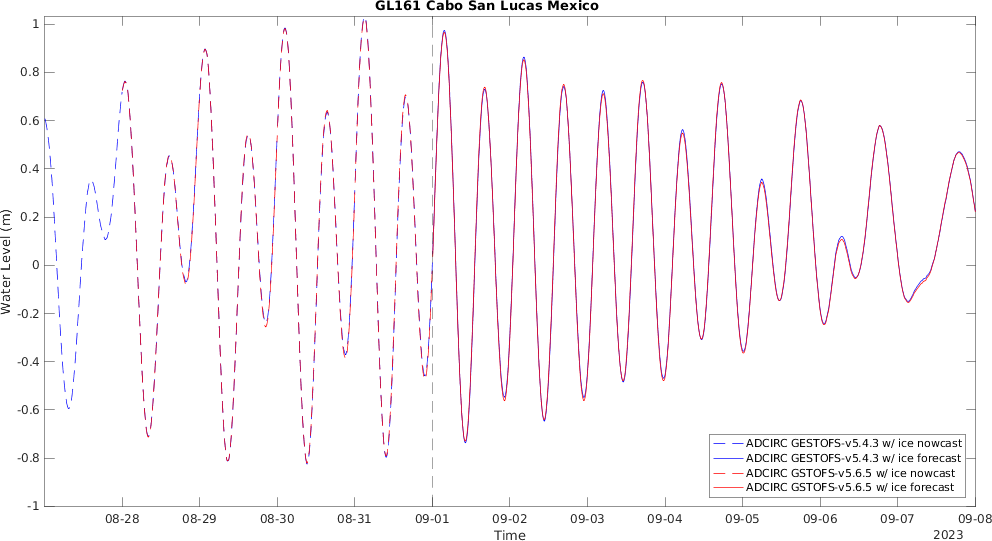 GL161 Cabo San Lucas Mexico
1
0.8
0.6
0.4
0.2
0
-0.2
-0.4
-0.6
-0.8
-1
Water Level (m)
08-28 08-29 08-30 08-31 09-01 09-02 09-03 09-04 09-05 09-06 09-07 09-08
Time
2023
ADCIRC GESTOFS-v5.4.3 w/ ice nowcast
ADCIRC GESTOFS-v5.4.3 w/ ice forecast
ADCIRC GSTOFS-v5.6.5 w/ ice nowcast
ADCIRC GSTOFS-v5.6.5 w/ ice forecast